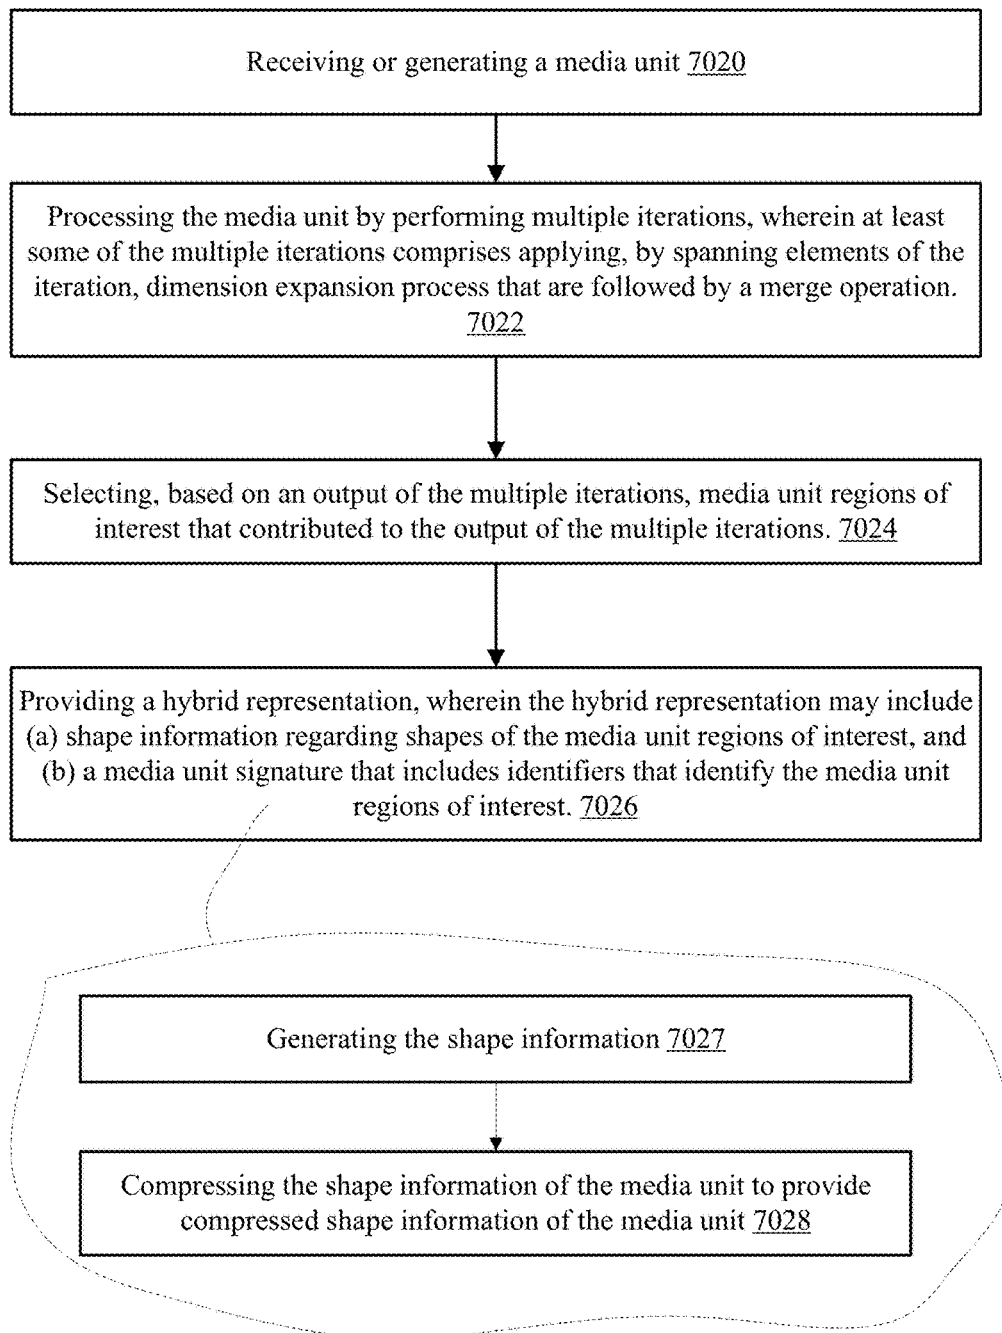 Receiving or generating a media unit 7020
Processing the media unit by performing multiple iterations, wherein at least
some of the multiple iterations comprises applying, by spanning elements of the
iteration, dimension expansion process that are followed by a merge operation.
7022
Selecting, based on an output of the multiple iterations, media unit regions of
interest that contributed to the output of the multiple iterations. 7024
Providing a hybrid representation, wherein the hybrid representation may include
(a) shape information regarding shapes of the media unit regions of interest, and
(b) a media unit signature that includes identifiers that identify the media unit
regions of interest. 7026
Generating the shape information 7027
Compressing the shape information of the media unit to provide
compressed shape information of the media unit 7028